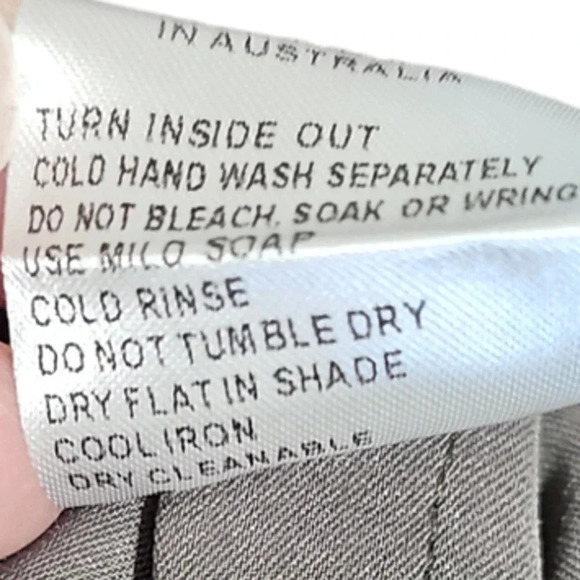 IN AUSTRALIA
TURN INSIDE OUT
COLD HAND WASH SEPARATELY
DO NOT BLEACH. SOAK OR WRING
USE MILD SOAP
COLD RINSE
DO NOT TUMBLE DRY
DRY FLAT IN SHADE
COOL IRON
DRY CLEANABLE